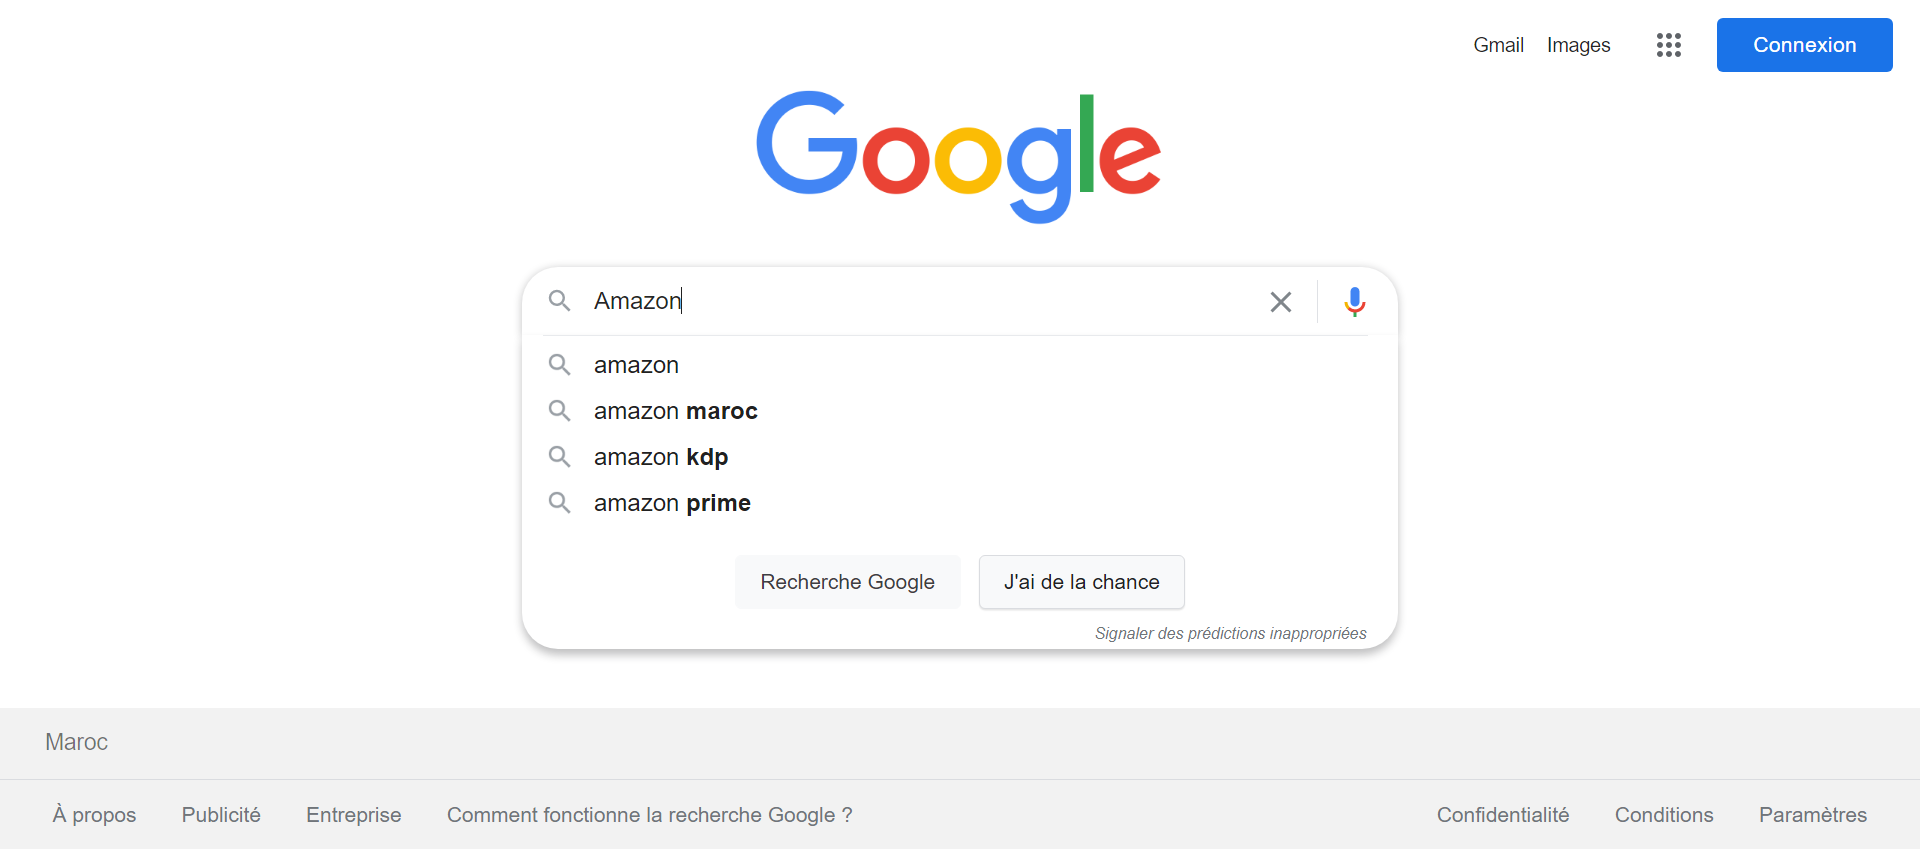 Gmail Images Connexion
Google
Amazon
amazon
amazon maroc
amazon kdp
amazon prime
Recherche Google J'ai de la chance
Signaler des prédictions inappropriées
Maroc
À propos Publicité Entreprise Comment fonctionne la recherche Google ? Confidentialité Conditions Paramètres